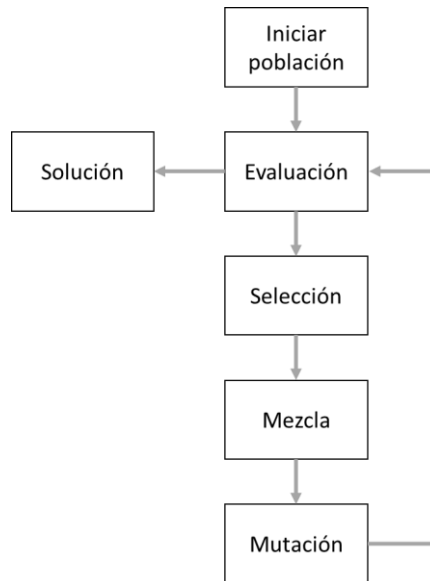 Iniciar
población
Solución
Evaluación
Selección
Mezcla
Mutación